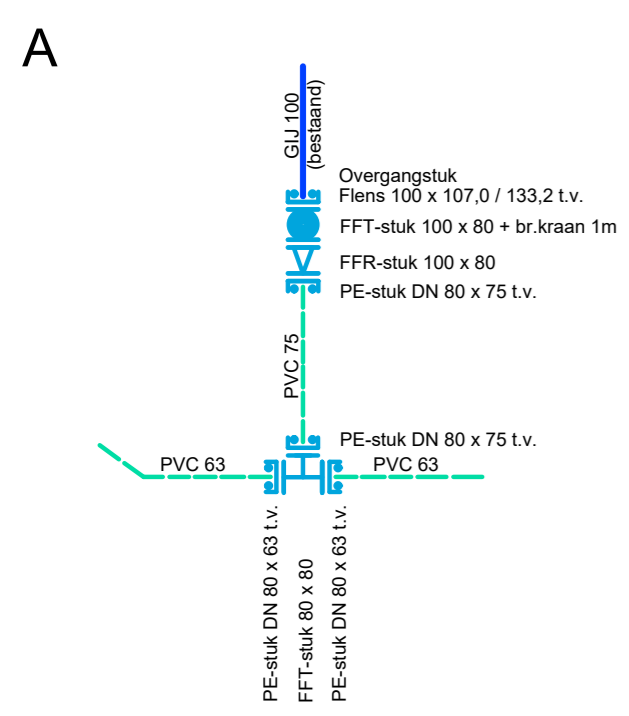 A
GIJ 100
(bestaand)
Overgangstuk
Flens 100 x 107,0 / 133,2 t.v.
FFT-stuk 100 x 80 + br.kraan 1m
FFR-stuk 100 x 80
PE-stuk DN 80 x 75 t.v.
PVC 75
PE-stuk DN 80 x 75 t.v.
PVC 63
PVC 63
PE-stuk DN 80 x 63 t.v.
FFT-stuk 80 x 80
PE-stuk DN 80 x 63 t.v.